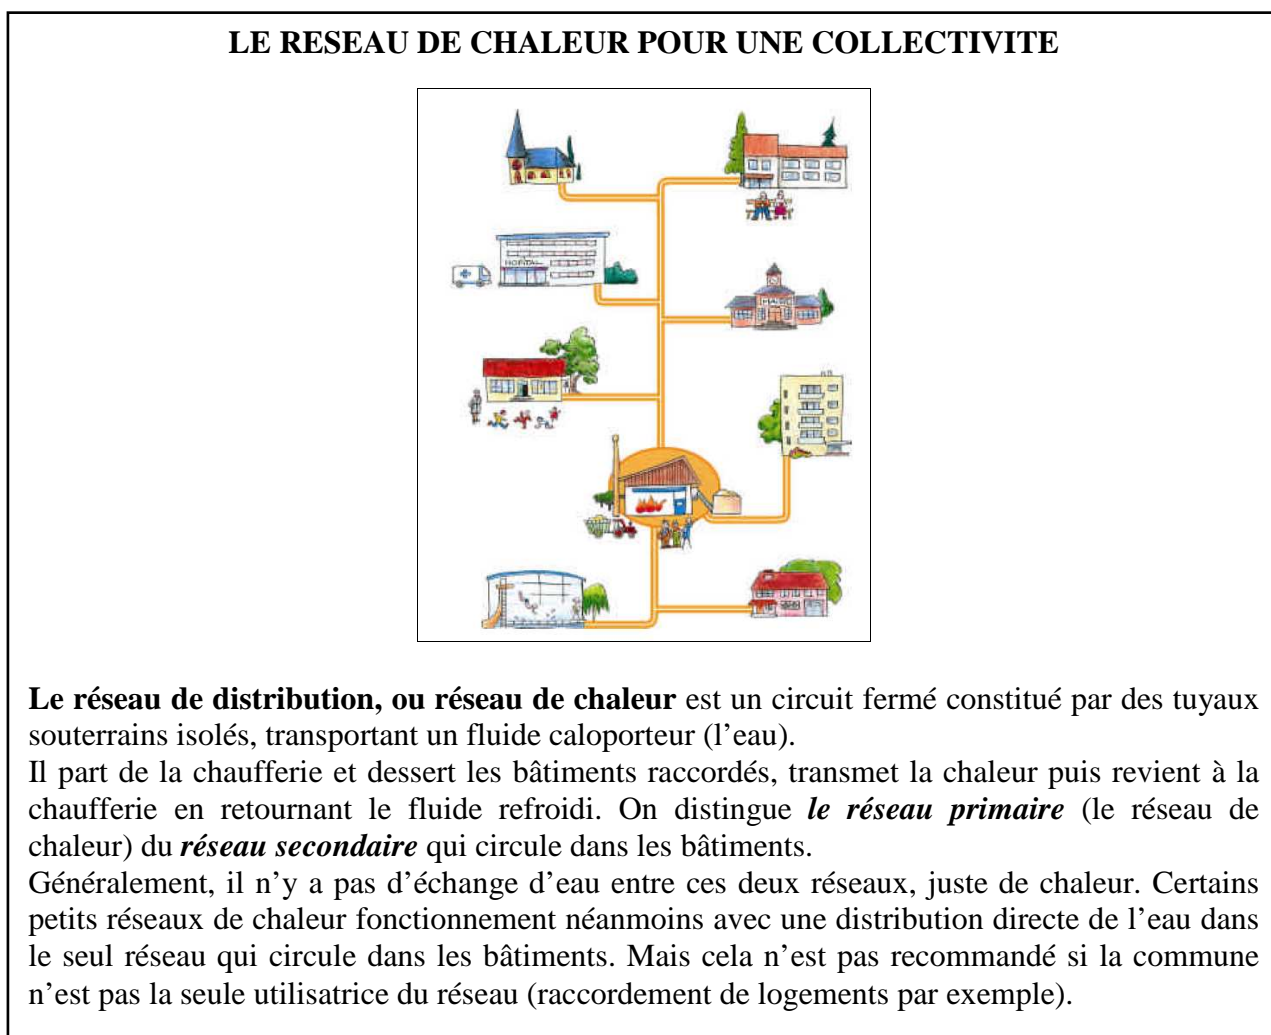 LE RESEAU DE CHALEUR POUR UNE COLLECTIVITE
HOPITAL
MAIRIE
Le réseau de distribution, ou réseau de chaleur est un circuit fermé constitué par des tuyaux
souterrains isolés, transportant un fluide caloporteur (l’eau).
Il part de la chaufferie et dessert les bâtiments raccordés, transmet la chaleur puis revient à la
chaufferie en retournant le fluide refroidi. On distingue le réseau primaire (le réseau de
chaleur) du réseau secondaire qui circule dans les bâtiments.
Généralement, il n’y a pas d’échange d’eau entre ces deux réseaux, juste de chaleur. Certains
petits réseaux de chaleur fonctionnement néanmoins avec une distribution directe de l’eau dans
le seul réseau qui circule dans les bâtiments. Mais cela n’est pas recommandé si la commune
n’est pas la seule utilisatrice du réseau (raccordement de logements par exemple).